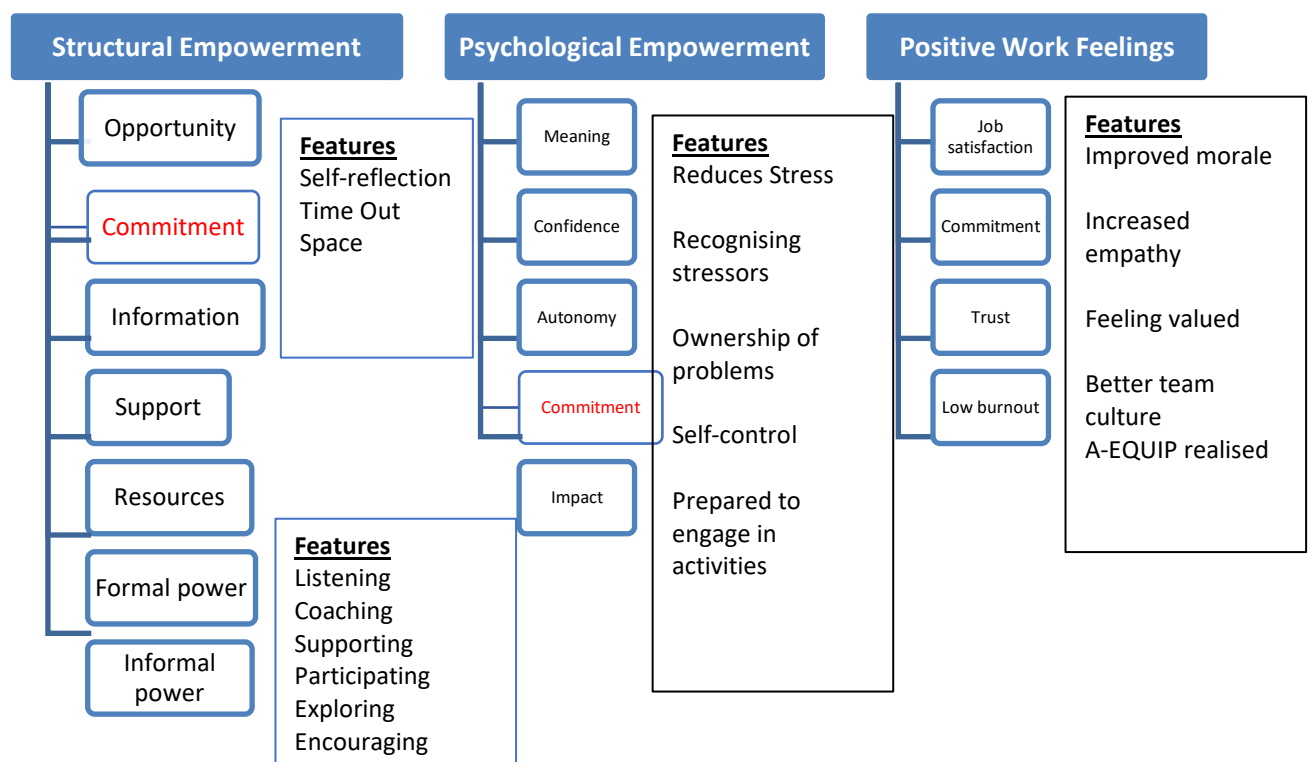 Structural Empowerment
Opportunity
Commitment
Information
Support
Resources
Formal power
Informal
power
Features
Self-reflection
Time Out
Space
Features
Listening
Coaching
Supporting
Participating
Exploring
Encouraging
Psychological Empowerment
Meaning
Confidence
Autonomy
Commitment
Impact
Features
Reduces Stress
Recognising
stressors
Ownership of
problems
Self-control
Prepared to
engage in
activities
Positive Work Feelings
Job
satisfaction
Commitment
Trust
Low burnout
Features
Improved morale
Increased
empathy
Feeling valued
Better team
culture
A-EQUIP realised